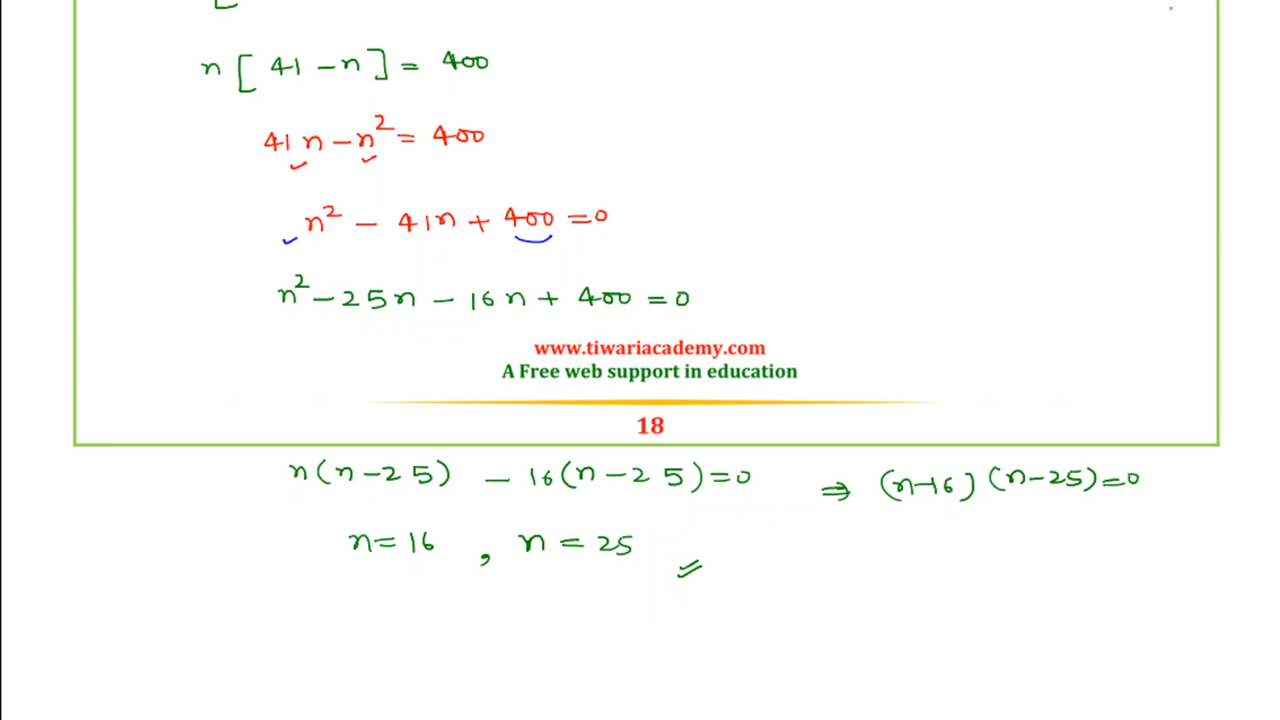 n [ 41 - n ] = 400
41n - n² = 400
n² - 41n + 400 = 0
n² - 25n - 16n + 400 = 0
www.tiwariacademy.com
A Free web support in education
18
n(n-25) - 16(n-25)=0 ⇒ (n-16)(n-25)=0
n=16 , n = 25